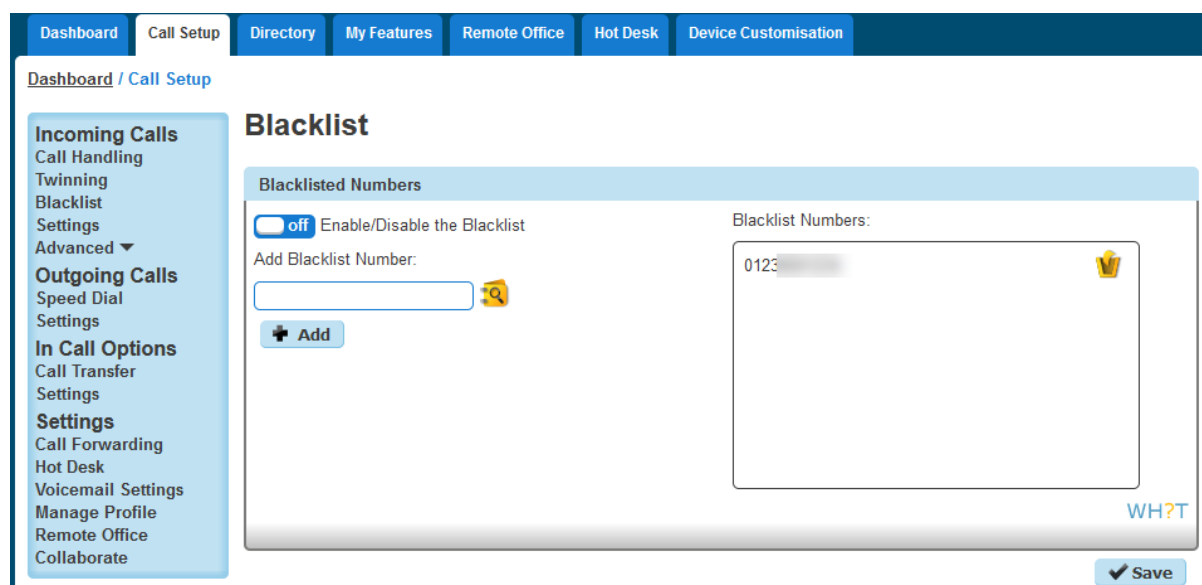 Dashboard Call Setup Directory My Features Remote Office Hot Desk Device Customisation
Dashboard / Call Setup
Incoming Calls
Call Handling
Twinning
Blacklist
Settings
Advanced
Outgoing Calls
Speed Dial
Settings
In Call Options
Call Transfer
Settings
Settings
Call Forwarding
Hot Desk
Voicemail Settings
Manage Profile
Remote Office
Collaborate
Blacklist
Blacklisted Numbers
off Enable/Disable the Blacklist
Add Blacklist Number:
Add
Blacklist Numbers:
0123
WH?T
Save